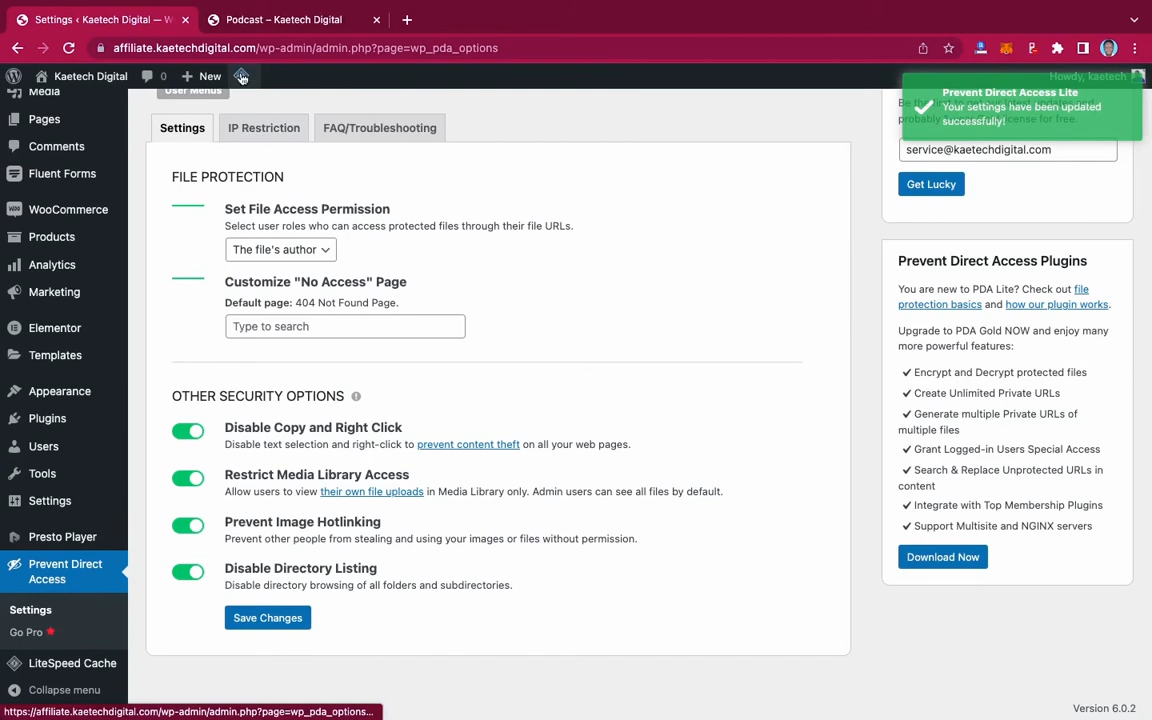 Settings ‹ Kaetech Digital — W
Podcast – Kaetech Digital
affiliate.kaetechdigital.com/wp-admin/admin.php?page=wp_pda_options
Kaetech Digital
0
New
Howdy, kaetech
Prevent Direct Access Lite
Your settings have been updated
successfully!
Media
Pages
Comments
Fluent Forms
WooCommerce
Products
Analytics
Marketing
Elementor
Templates
Appearance
Plugins
Users
Tools
Settings
Presto Player
Prevent Direct
Access
Settings
Go Pro
LiteSpeed Cache
Collapse menu
User Menus
Settings
IP Restriction
FAQ/Troubleshooting
FILE PROTECTION
Set File Access Permission
Select user roles who can access protected files through their file URLs.
The file's author
Customize "No Access" Page
Default page: 404 Not Found Page.
Type to search
OTHER SECURITY OPTIONS
Disable Copy and Right Click
Disable text selection and right-click to prevent content theft on all your web pages.
Restrict Media Library Access
Allow users to view their own file uploads in Media Library only. Admin users can see all files by default.
Prevent Image Hotlinking
Prevent other people from stealing and using your images or files without permission.
Disable Directory Listing
Disable directory browsing of all folders and subdirectories.
Save Changes
service@kaetechdigital.com
Get Lucky
Prevent Direct Access Plugins
You are new to PDA Lite? Check out file
protection basics and how our plugin works.
Upgrade to PDA Gold NOW and enjoy many
more powerful features:
✓ Encrypt and Decrypt protected files
✓ Create Unlimited Private URLs
✓ Generate multiple Private URLs of
multiple files
✓ Grant Logged-in Users Special Access
✓ Search & Replace Unprotected URLs in
content
✓ Integrate with Top Membership Plugins
✓ Support Multisite and NGINX servers
Download Now
https://affiliate.kaetechdigital.com/wp-admin/admin.php?page=wp_pda_options...
Version 6.0.2